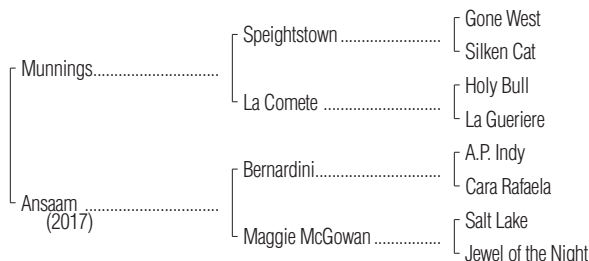 Gone West
Speightstown
Silken Cat
Munnings
Holy Bull
La Comete
La Gueriere
A.P. Indy
Bernardini
Cara Rafaela
Ansaam
(2017)
Salt Lake
Maggie McGowan
Jewel of the Night